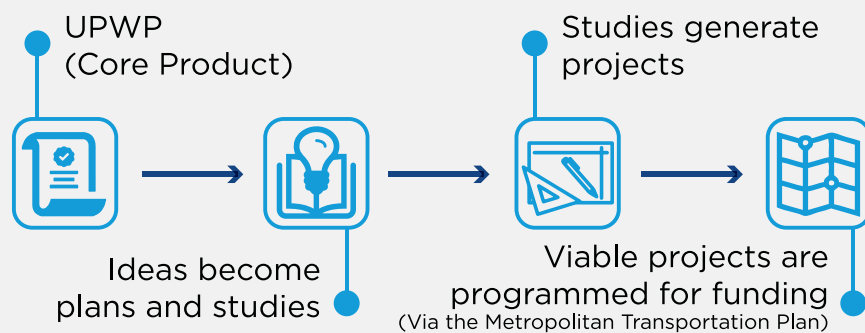 UPWP
(Core Product)
Ideas become
plans and studies
Studies generate
projects
Viable projects are
programmed for funding
(Via the Metropolitan Transportation Plan)